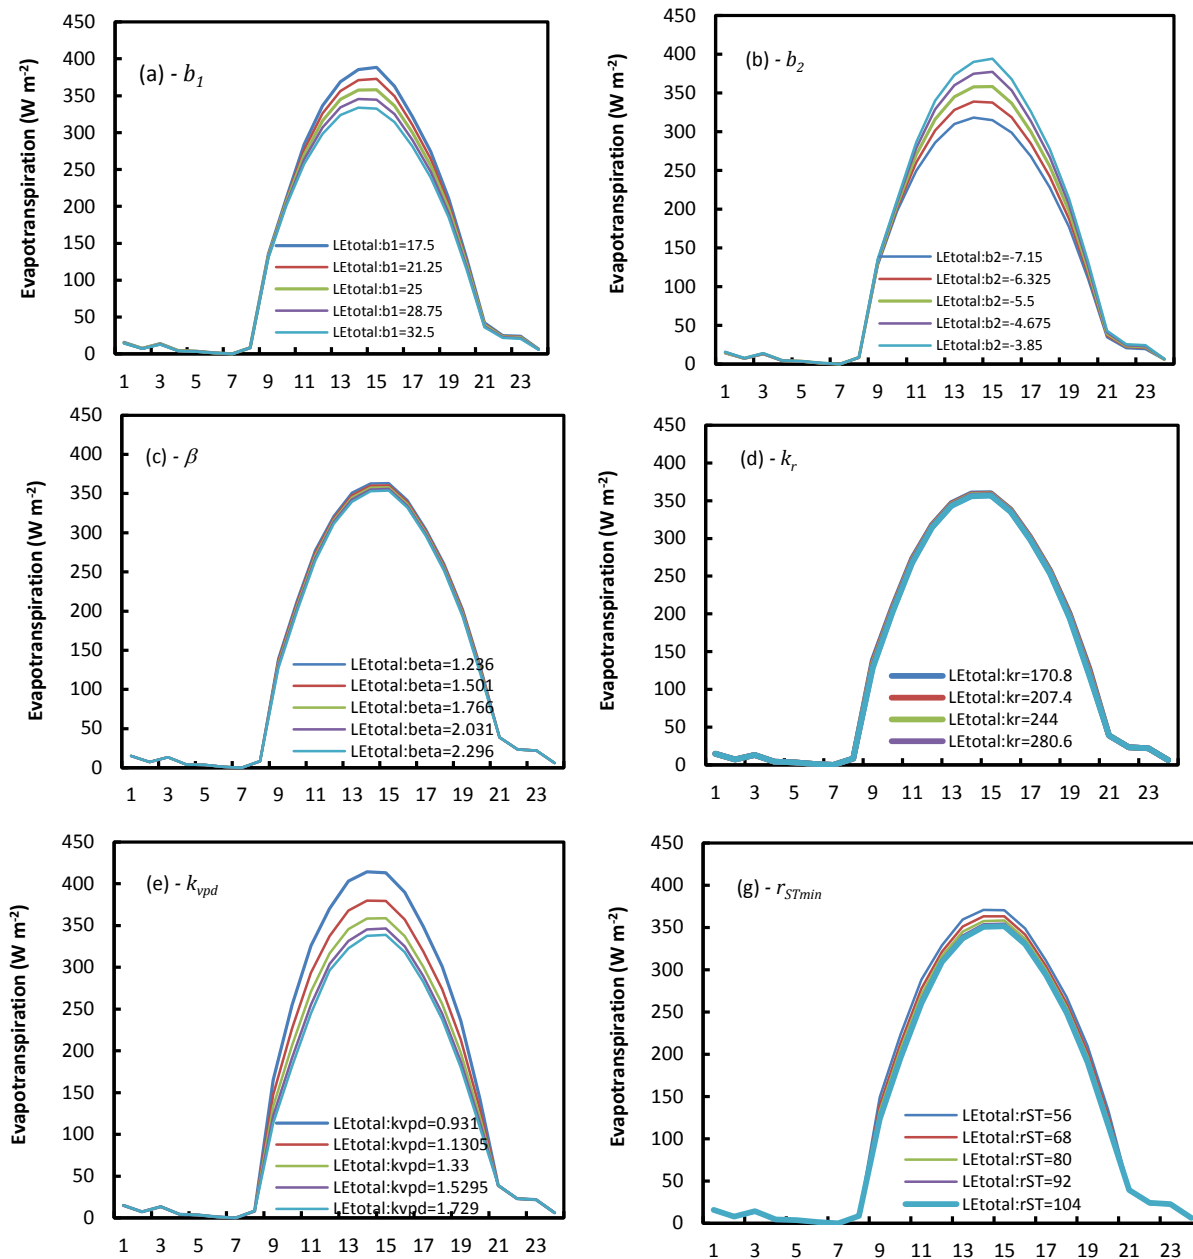 (a) - b1
Evapotranspiration (W m-2)
450
400
350
300
250
200
150
100
50
0
LEtotal:b1=17.5
LEtotal:b1=21.25
LEtotal:b1=25
LEtotal:b1=28.75
LEtotal:b1=32.5
1 3 5 7 9 11 13 15 17 19 21 23
(b) - b2
Evapotranspiration (W m-2)
450
400
350
300
250
200
150
100
50
0
LEtotal:b2=-7.15
LEtotal:b2=-6.325
LEtotal:b2=-5.5
LEtotal:b2=-4.675
LEtotal:b2=-3.85
1 3 5 7 9 11 13 15 17 19 21 23
(c) - β
Evapotranspiration (W m-2)
450
400
350
300
250
200
150
100
50
0
LEtotal:beta=1.236
LEtotal:beta=1.501
LEtotal:beta=1.766
LEtotal:beta=2.031
LEtotal:beta=2.296
1 3 5 7 9 11 13 15 17 19 21 23
(d) - kr
Evapotranspiration (W m-2)
450
400
350
300
250
200
150
100
50
0
LEtotal:kr=170.8
LEtotal:kr=207.4
LEtotal:kr=244
LEtotal:kr=280.6
1 3 5 7 9 11 13 15 17 19 21 23
(e) - kvpd
Evapotranspiration (W m-2)
450
400
350
300
250
200
150
100
50
0
LEtotal:kvpd=0.931
LEtotal:kvpd=1.1305
LEtotal:kvpd=1.33
LEtotal:kvpd=1.5295
LEtotal:kvpd=1.729
1 3 5 7 9 11 13 15 17 19 21 23
(g) - rSTmin
Evapotranspiration (W m-2)
450
400
350
300
250
200
150
100
50
0
LEtotal:rST=56
LEtotal:rST=68
LEtotal:rST=80
LEtotal:rST=92
LEtotal:rST=104
1 3 5 7 9 11 13 15 17 19 21 23